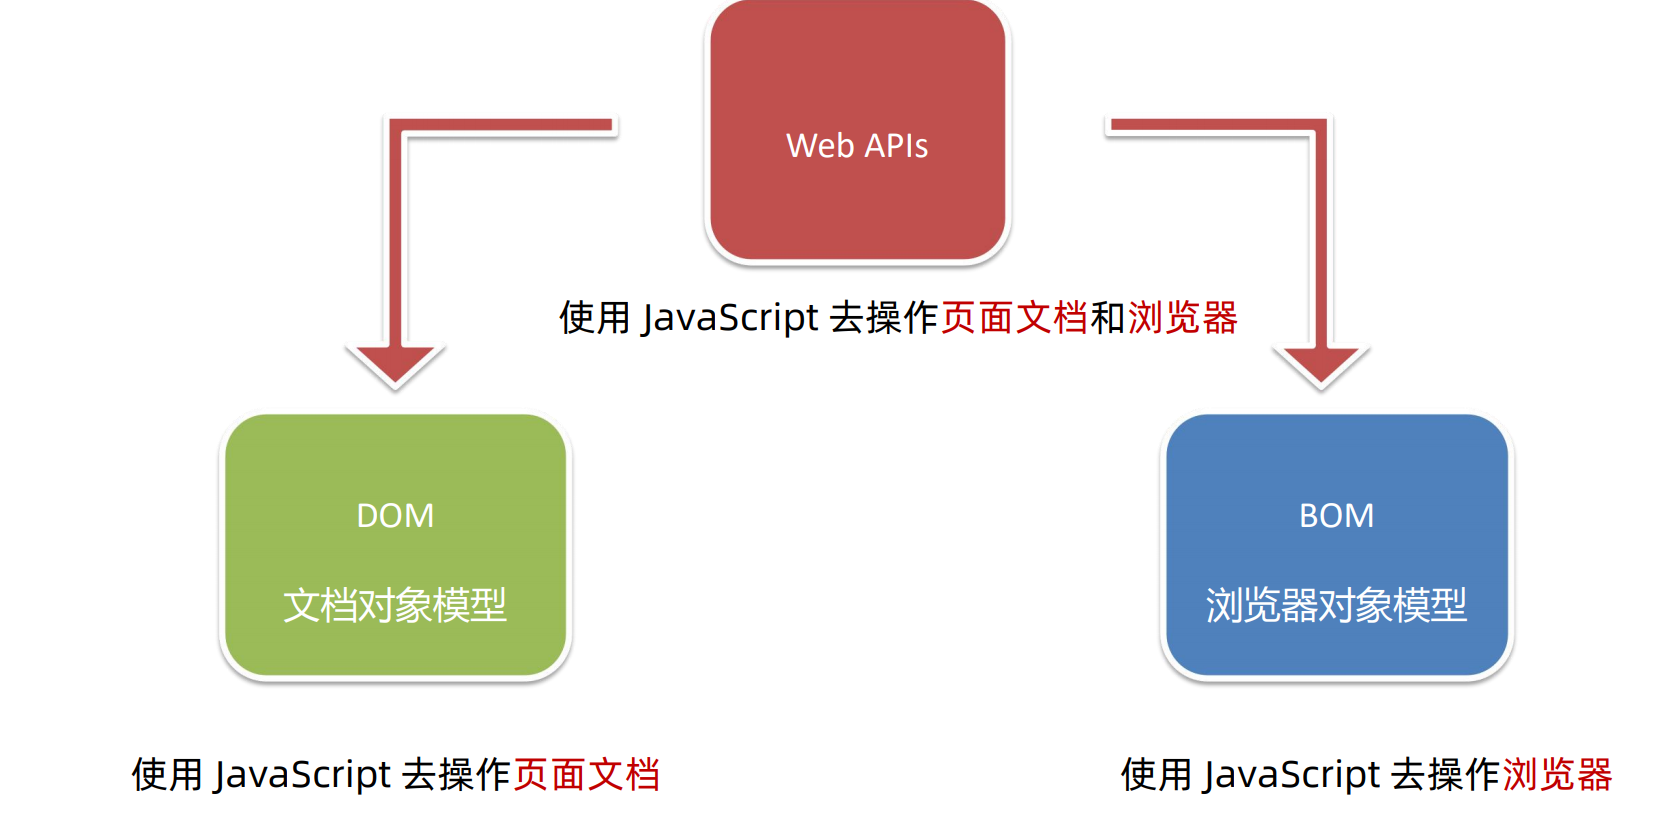 Web APIs
使用 JavaScript 去操作页面文档和浏览器
DOM
文档对象模型
使用 JavaScript 去操作页面文档
BOM
浏览器对象模型
使用 JavaScript 去操作浏览器